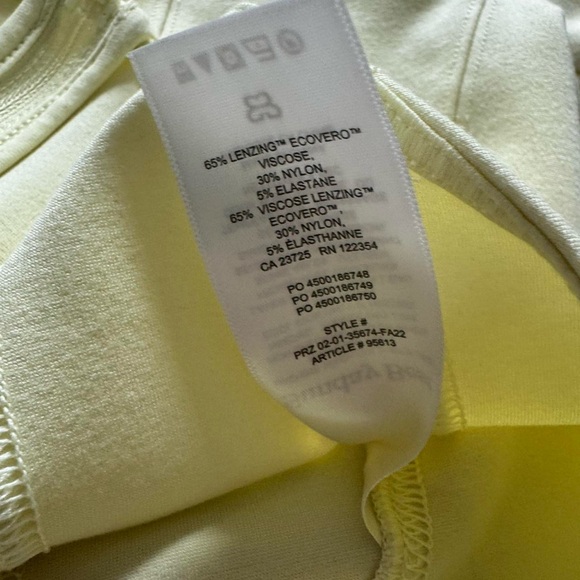 65% LENZING™ ECOVERO™
VISCOSE,
30% NYLON,
5% ELASTANE
65% VISCOSE LENZING™
ECOVERO™,
30% NYLON,
5% ÉLASTHANNE
CA 23725 RN 122354
PO 4500186748
PO 4500186749
PO 4500186750
STYLE #
PRZ 02-01-35674-FA22
ARTICLE # 95613